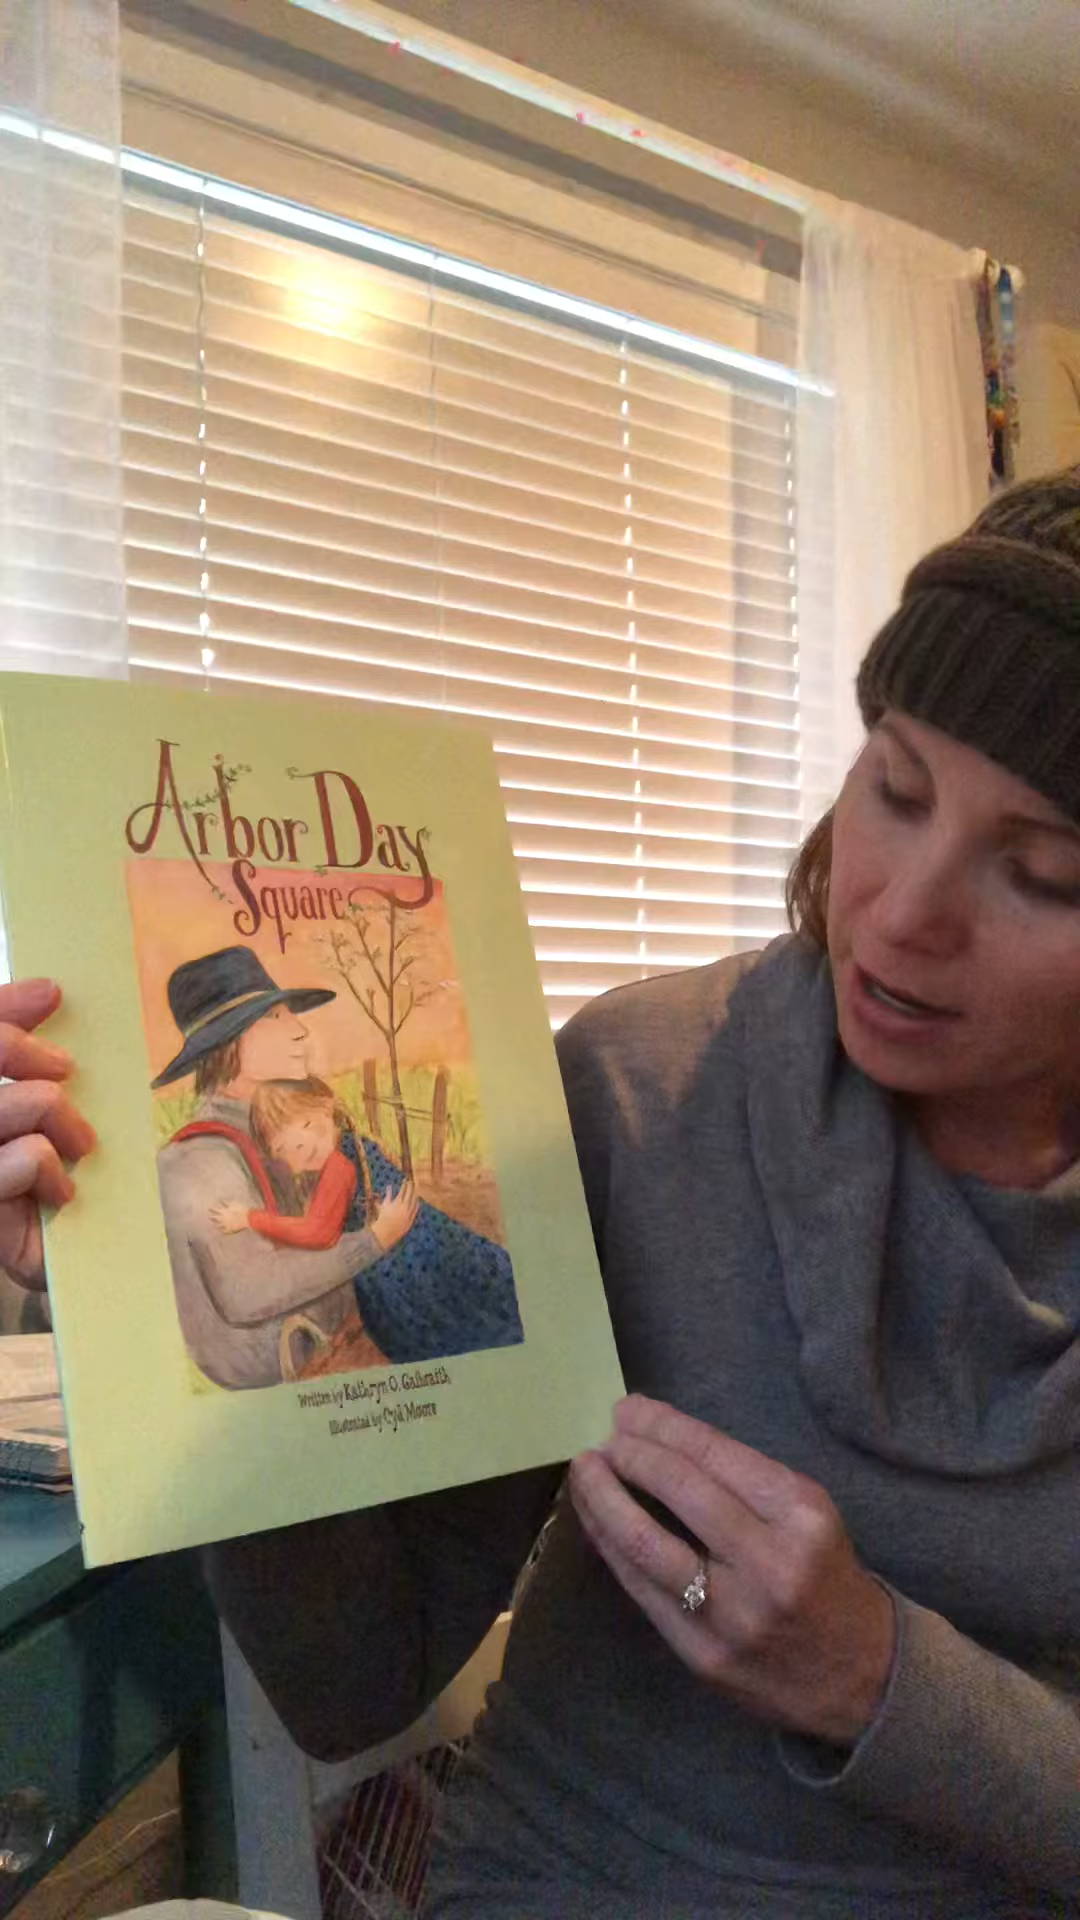 Arbor Day
Square
Written by Kathryn O. Galbraith
Illustrated by Cyd Moore